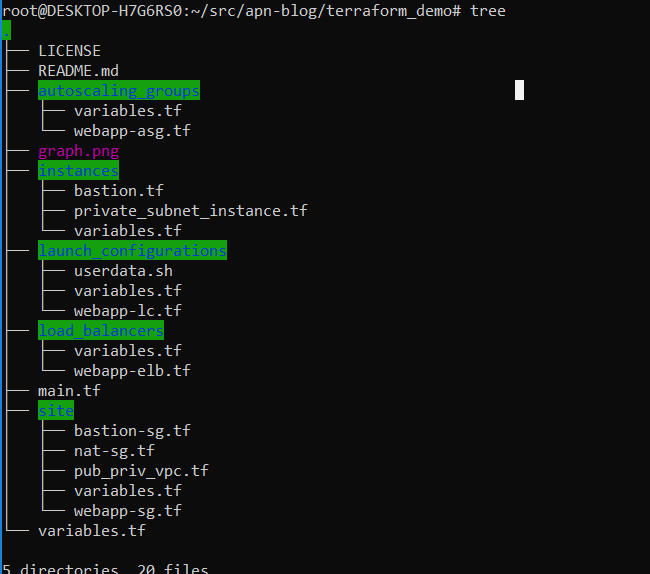 root@DESKTOP-H7G6RS0:~/src/apn-blog/terraform_demo# tree
.
├── LICENSE
├── README.md
├── autoscaling_groups
│   ├── variables.tf
│   └── webapp-asg.tf
├── graph.png
├── instances
│   ├── bastion.tf
│   ├── private_subnet_instance.tf
│   └── variables.tf
├── launch_configurations
│   ├── userdata.sh
│   ├── variables.tf
│   └── webapp-lc.tf
├── load_balancers
│   ├── variables.tf
│   └── webapp-elb.tf
├── main.tf
├── site
│   ├── bastion-sg.tf
│   ├── nat-sg.tf
│   ├── pub_priv_vpc.tf
│   ├── variables.tf
│   └── webapp-sg.tf
└── variables.tf
5 directories, 20 files